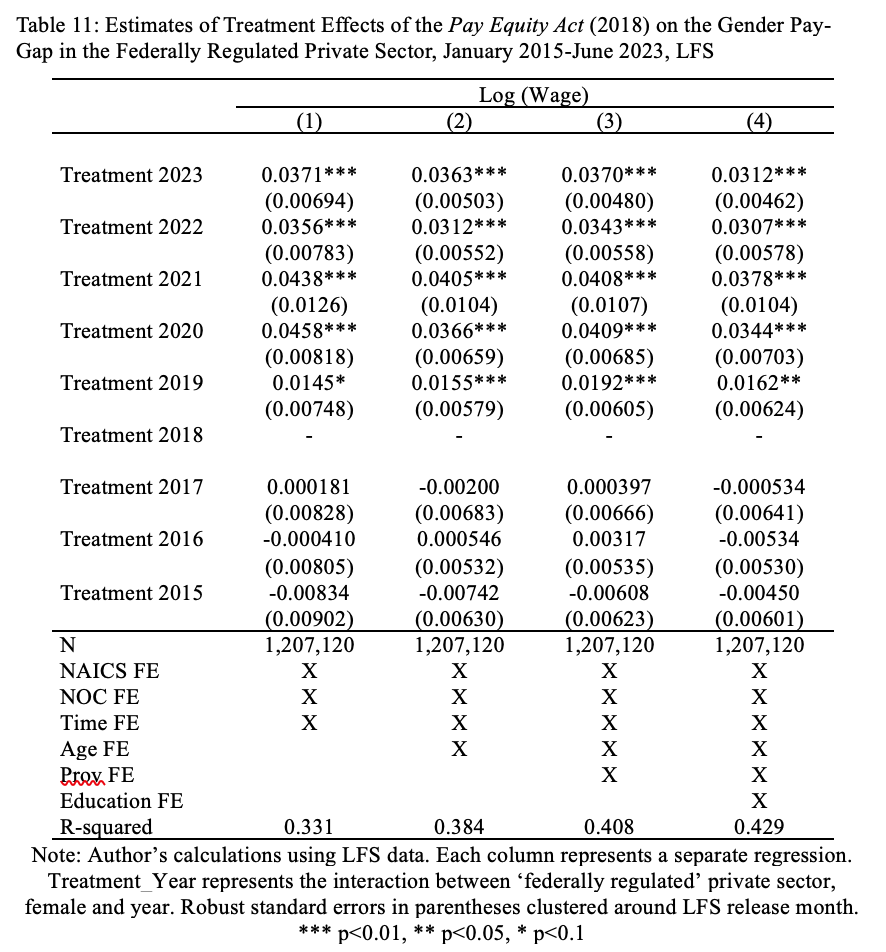 Table 11: Estimates of Treatment Effects of the Pay Equity Act (2018) on the Gender Pay-
Gap in the Federally Regulated Private Sector, January 2015-June 2023, LFS
Log (Wage)
(1) (2) (3) (4)
Treatment 2023 0.0371*** 0.0363*** 0.0370*** 0.0312***
(0.00694) (0.00503) (0.00480) (0.00462)
Treatment 2022 0.0356*** 0.0312*** 0.0343*** 0.0307***
(0.00783) (0.00552) (0.00558) (0.00578)
Treatment 2021 0.0438*** 0.0405*** 0.0408*** 0.0378***
(0.0126) (0.0104) (0.0107) (0.0104)
Treatment 2020 0.0458*** 0.0366*** 0.0409*** 0.0344***
(0.00818) (0.00659) (0.00685) (0.00703)
Treatment 2019 0.0145* 0.0155*** 0.0192*** 0.0162**
(0.00748) (0.00579) (0.00605) (0.00624)
Treatment 2018 - - - -
Treatment 2017 0.000181 -0.00200 0.000397 -0.000534
(0.00828) (0.00683) (0.00666) (0.00641)
Treatment 2016 -0.000410 0.000546 0.00317 -0.00534
(0.00805) (0.00532) (0.00535) (0.00530)
Treatment 2015 -0.00834 -0.00742 -0.00608 -0.00450
(0.00902) (0.00630) (0.00623) (0.00601)
N 1,207,120 1,207,120 1,207,120 1,207,120
NAICS FE X X X X
NOC FE X X X X
Time FE X X X X
Age FE X X X
Prov FE X X
Education FE X
R-squared 0.331 0.384 0.408 0.429
Note: Author's calculations using LFS data. Each column represents a separate regression.
Treatment_Year represents the interaction between 'federally regulated' private sector,
female and year. Robust standard errors in parentheses clustered around LFS release month.
*** p<0.01, ** p<0.05, * p<0.1